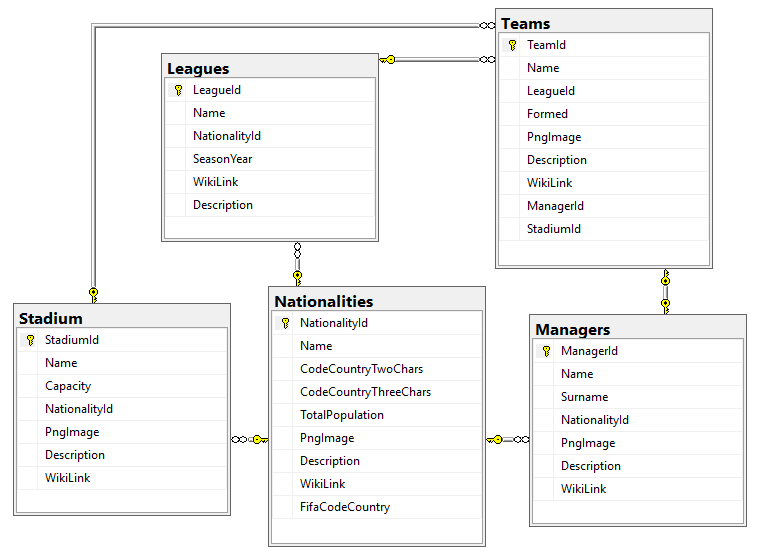 Teams
TeamId
Name
LeagueId
Formed
PngImage
Description
WikiLink
ManagerId
StadiumId
Leagues
LeagueId
Name
NationalityId
SeasonYear
WikiLink
Description
Stadium
StadiumId
Name
Capacity
NationalityId
PngImage
Description
WikiLink
Nationalities
NationalityId
Name
CodeCountryTwoChars
CodeCountryThreeChars
TotalPopulation
PngImage
Description
WikiLink
FifaCodeCountry
Managers
ManagerId
Name
Surname
NationalityId
PngImage
Description
WikiLink